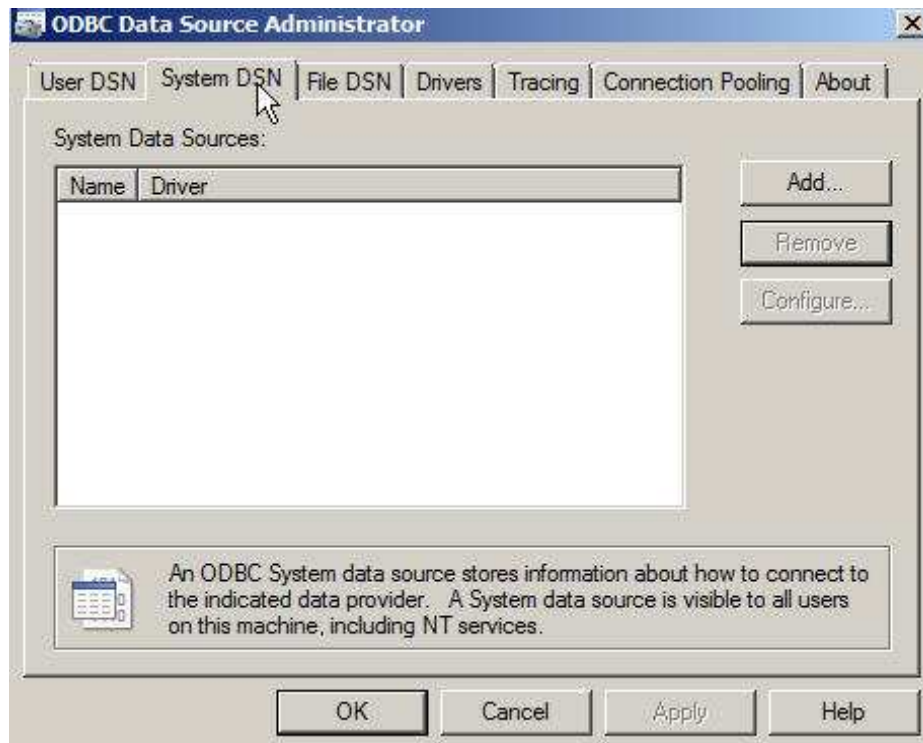 ODBC Data Source Administrator
User DSN System DSN File DSN Drivers Tracing Connection Pooling About
System Data Sources:
Name Driver
Add...
Remove
Configure...
An ODBC System data source stores information about how to connect to
the indicated data provider. A System data source is visible to all users
on this machine, including NT services.
OK Cancel Apply Help